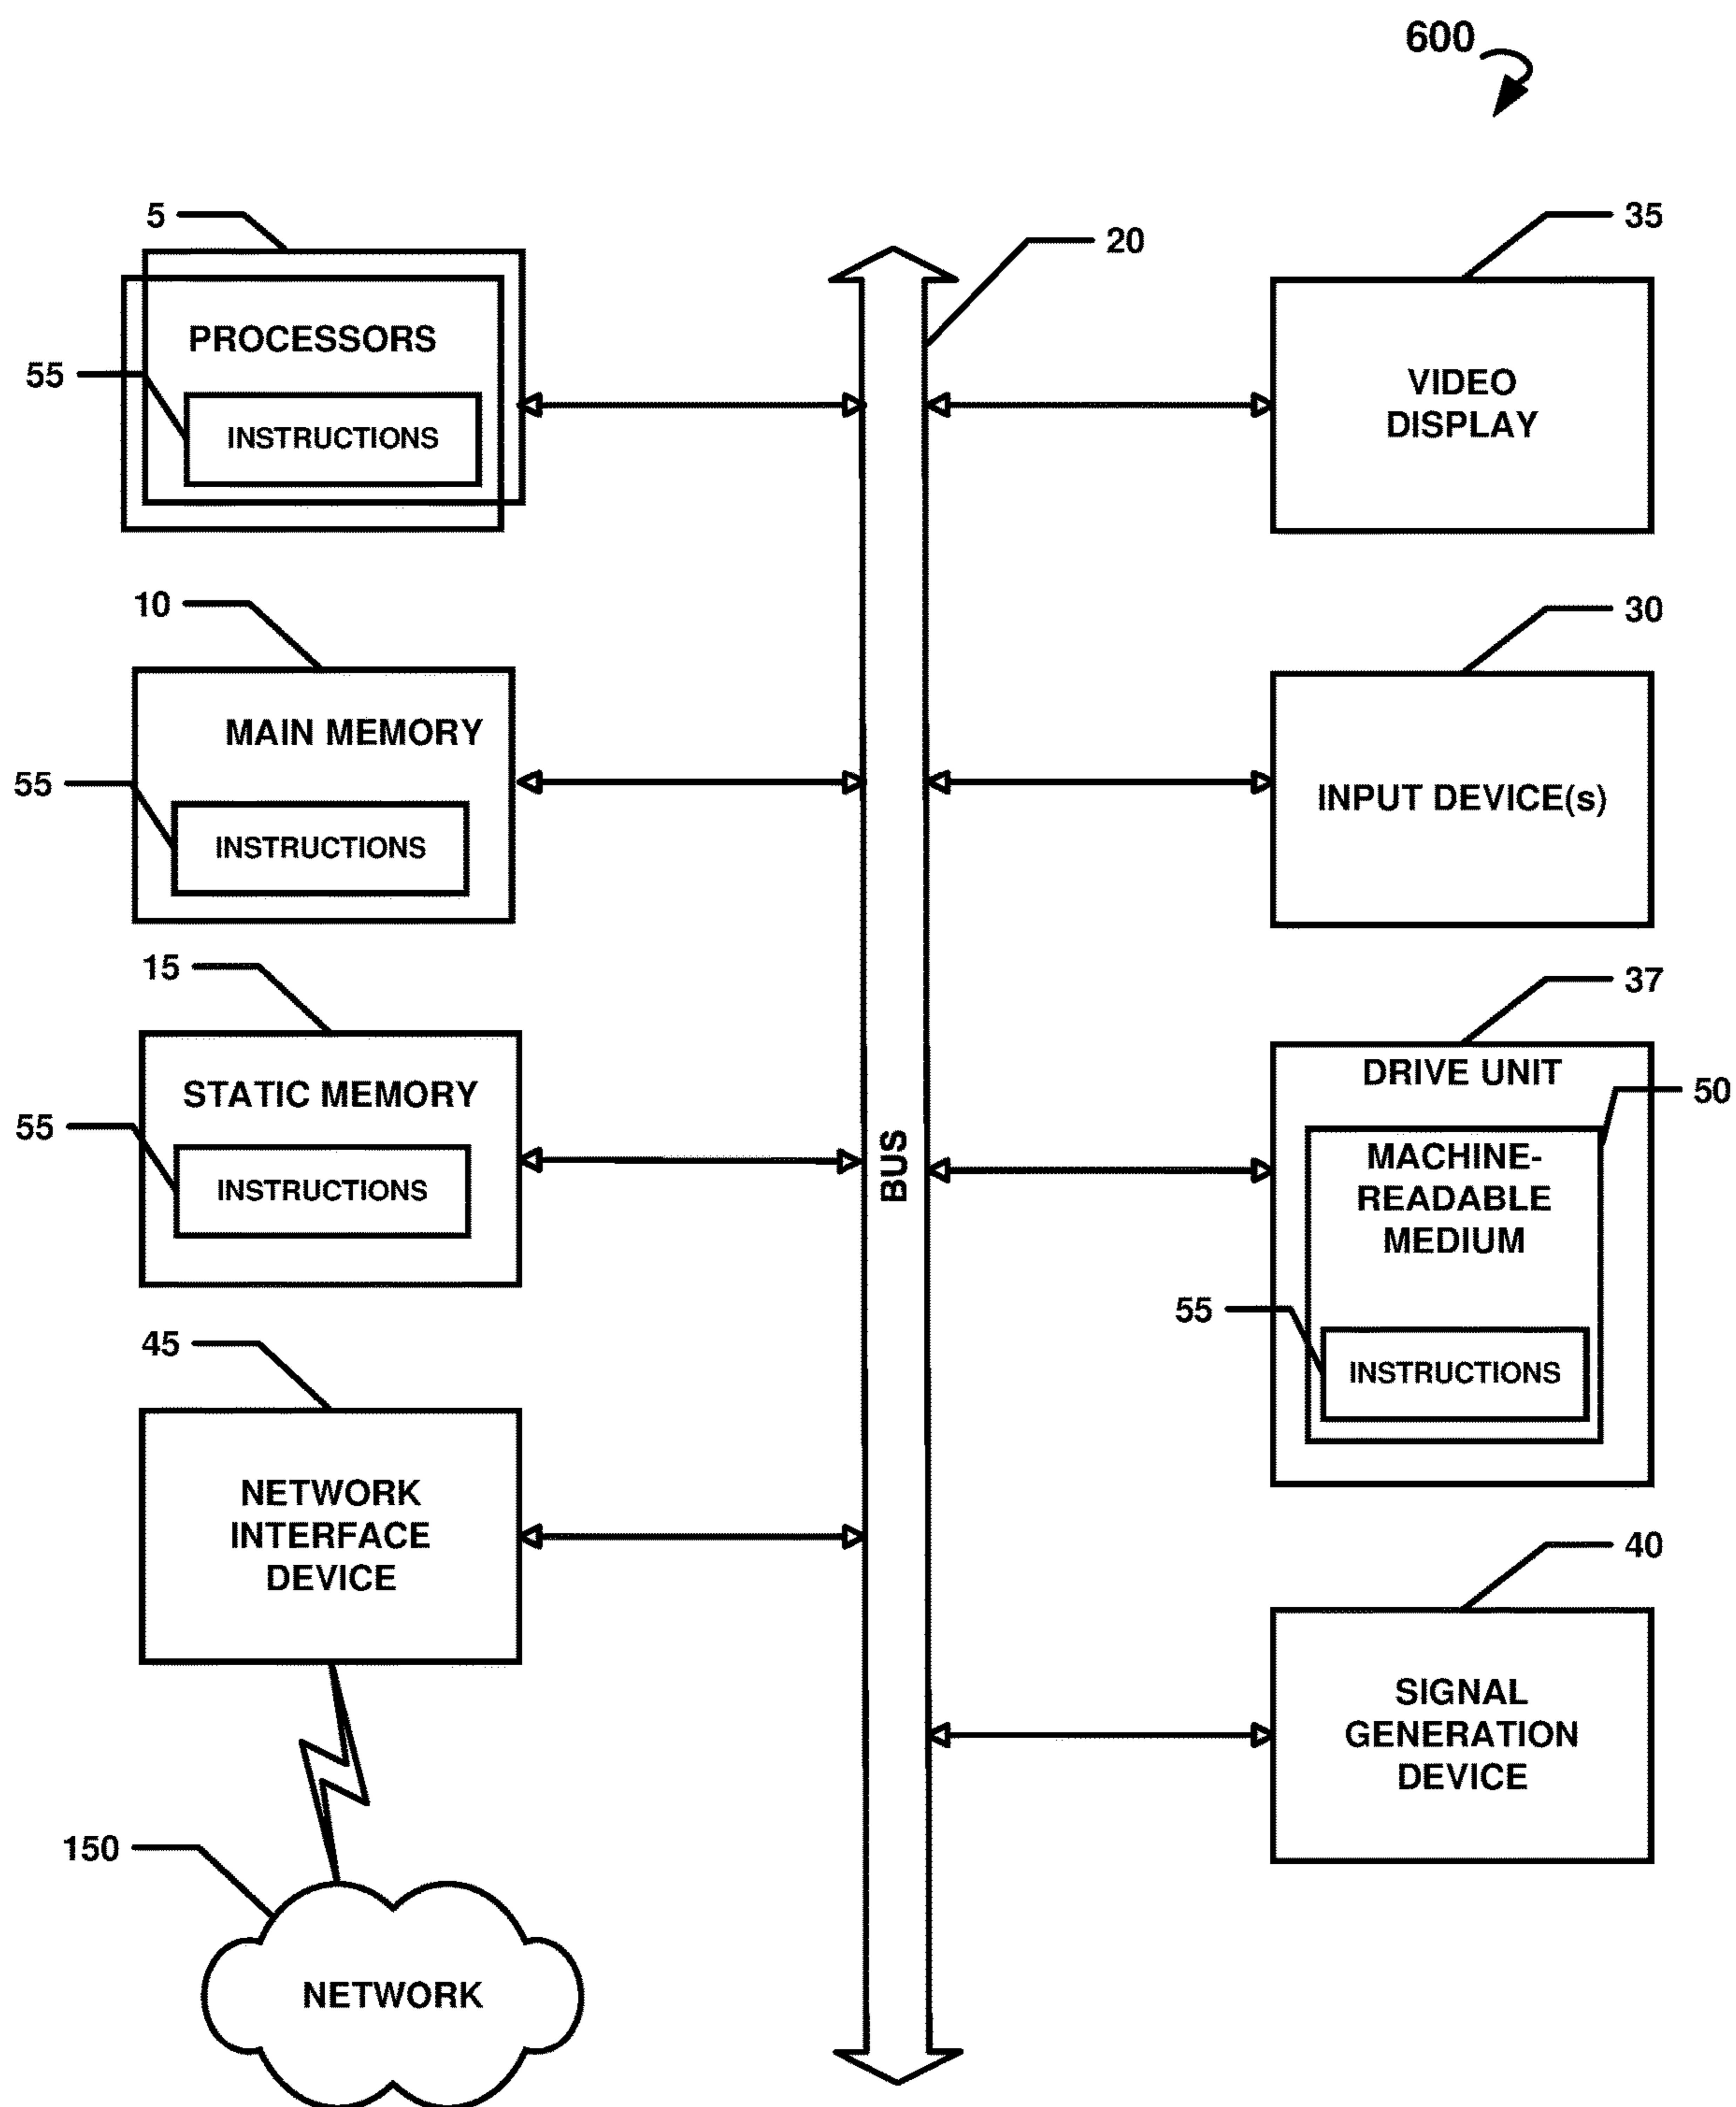 600
5
PROCESSORS
55
INSTRUCTIONS
10
MAIN MEMORY
55
INSTRUCTIONS
15
STATIC MEMORY
55
INSTRUCTIONS
45
NETWORK
INTERFACE
DEVICE
150
NETWORK
20
BUS
35
VIDEO
DISPLAY
30
INPUT DEVICE(s)
37
DRIVE UNIT
50
MACHINE-
READABLE
MEDIUM
55
INSTRUCTIONS
40
SIGNAL
GENERATION
DEVICE